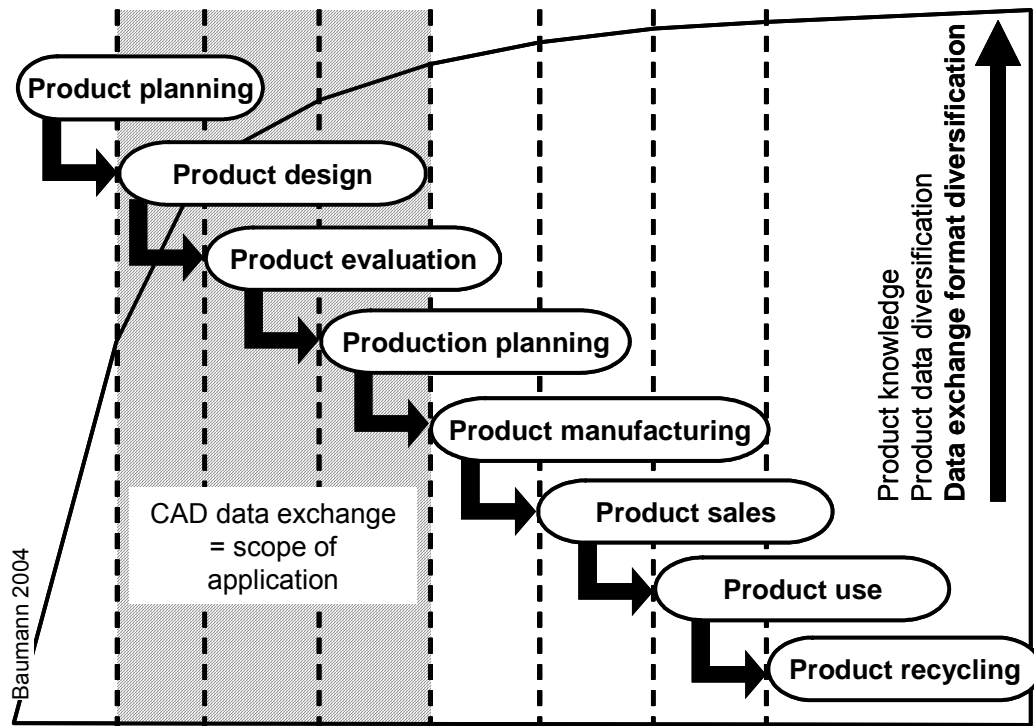 Product planning
Product design
Product evaluation
Production planning
Product manufacturing
Product sales
Product use
Product recycling
CAD data exchange
= scope of
application
Product knowledge
Product data diversification
Data exchange format diversification
Baumann 2004